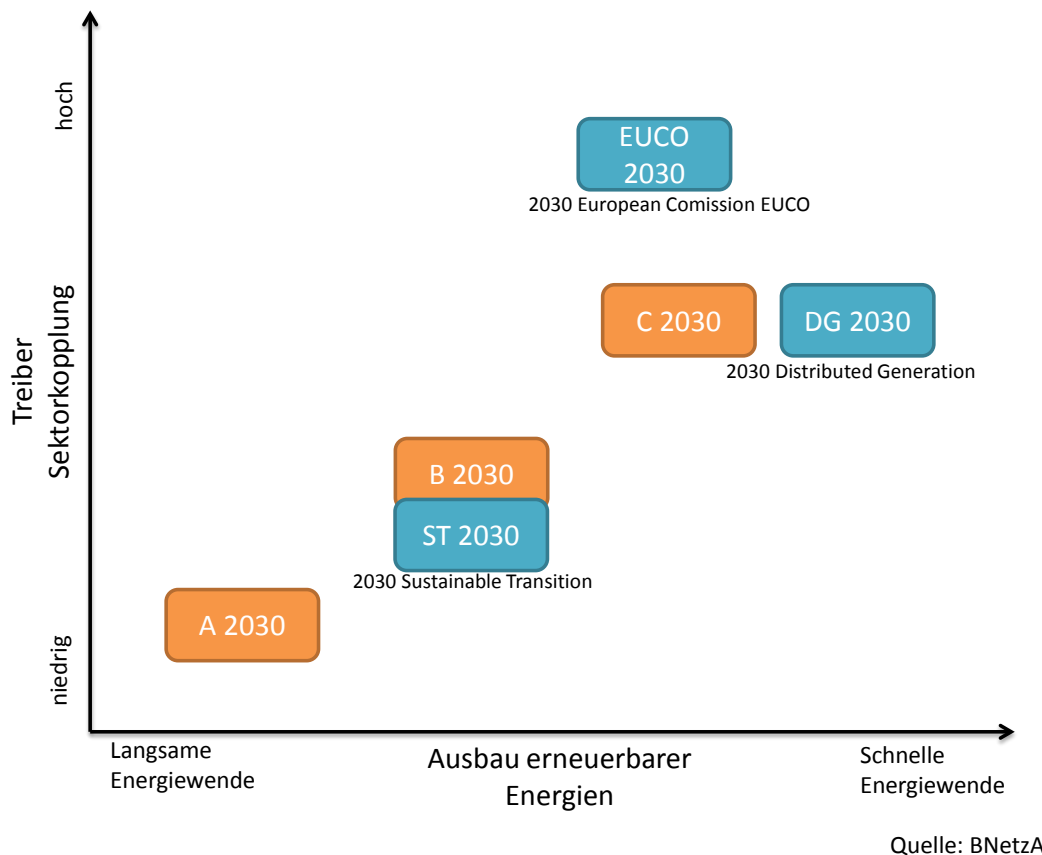 hoch
EUCO
2030
2030 European Comission EUCO
Treiber
Sektorkopplung
C 2030
DG 2030
2030 Distributed Generation
B 2030
ST 2030
2030 Sustainable Transition
A 2030
niedrig
Langsame
Energiewende
Ausbau erneuerbarer
Energien
Schnelle
Energiewende
Quelle: BNetzA